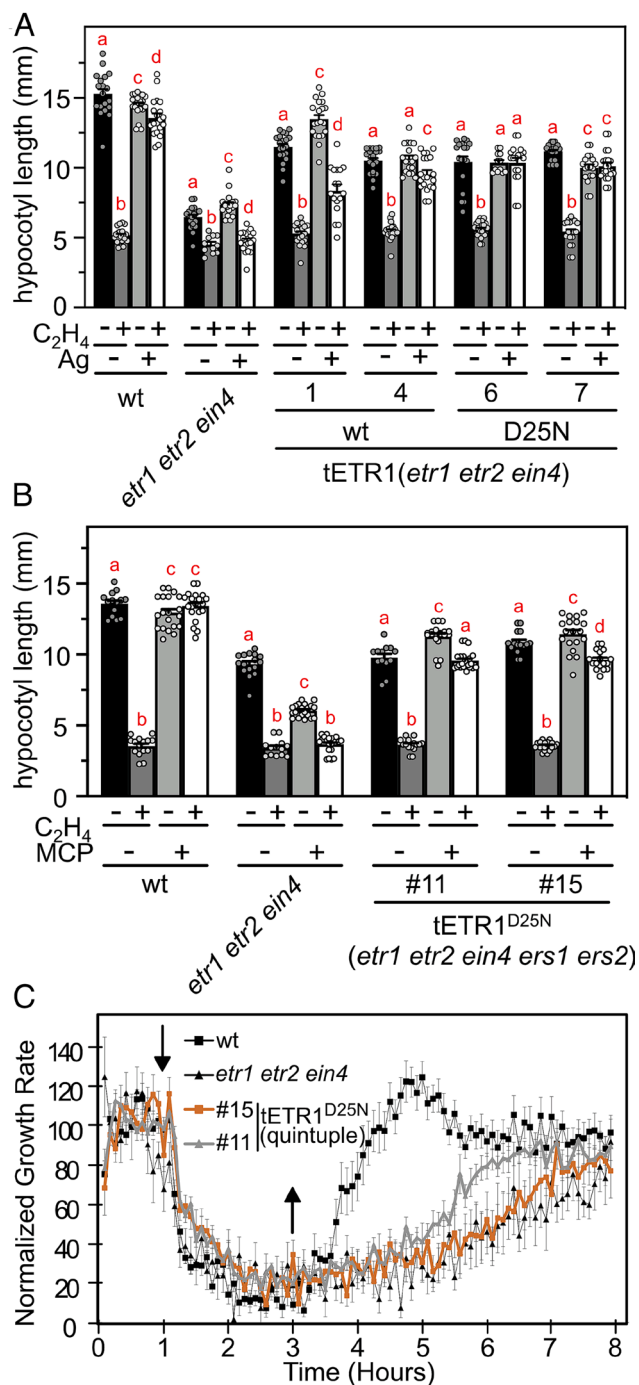 A
hypocotyl length (mm)
15
10
5
0
a b c d a b c d a b c d a b a c a b a a a b c c
C₂H₄ - + - + - + - + - + - + - + - + - + - + - + - +
Ag - + - + - + - + - + - +
wt etr1 etr2 ein4 1 4 6 7
wt D25N
tETR1(etr1 etr2 ein4)
B
hypocotyl length (mm)
15
10
5
0
a b c c a b c b a b c a a b c d
C₂H₄ - + - + - + - + - + - + - + - +
MCP - + - + - + - +
wt etr1 etr2 ein4 #11 #15
tETR1ᴰ²⁵ᴺ
(etr1 etr2 ein4 ers1 ers2)
C
Normalized Growth Rate
140
120
100
80
60
40
20
0
wt
etr1 etr2 ein4
#15 tETR1ᴰ²⁵ᴺ
#11 (quintuple)
0 1 2 3 4 5 6 7 8
Time (Hours)